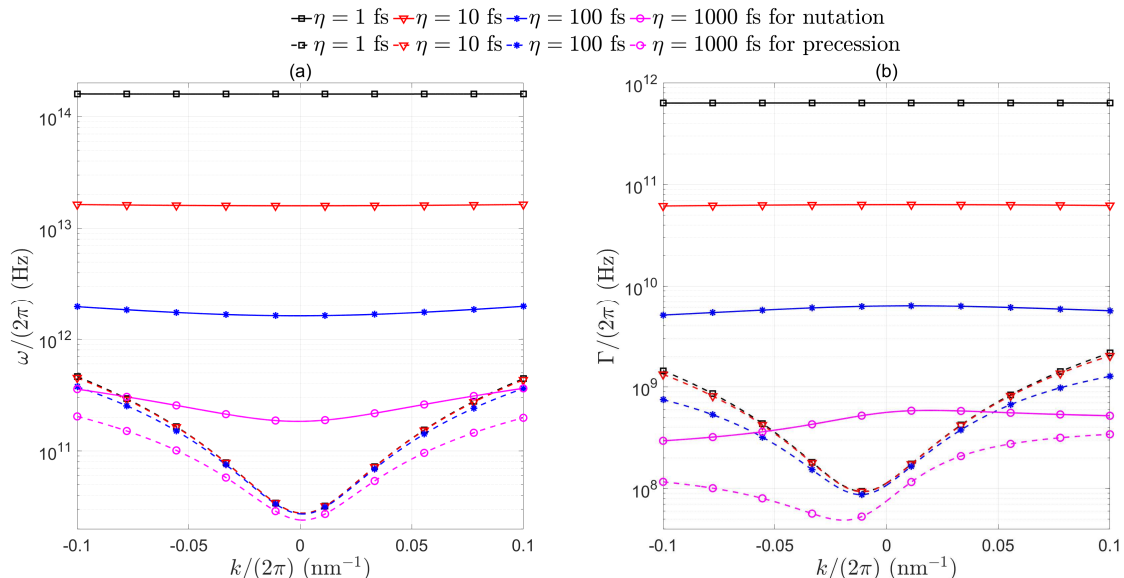 η = 1 fs η = 10 fs η = 100 fs η = 1000 fs for nutation
η = 1 fs η = 10 fs η = 100 fs η = 1000 fs for precession
(a)
10^14
10^13
10^12
10^11
ω/(2π) (Hz)
-0.1 -0.05 0 0.05 0.1
k/(2π) (nm⁻¹)
(b)
10^12
10^11
10^10
10^9
10^8
Γ/(2π) (Hz)
-0.1 -0.05 0 0.05 0.1
k/(2π) (nm⁻¹)